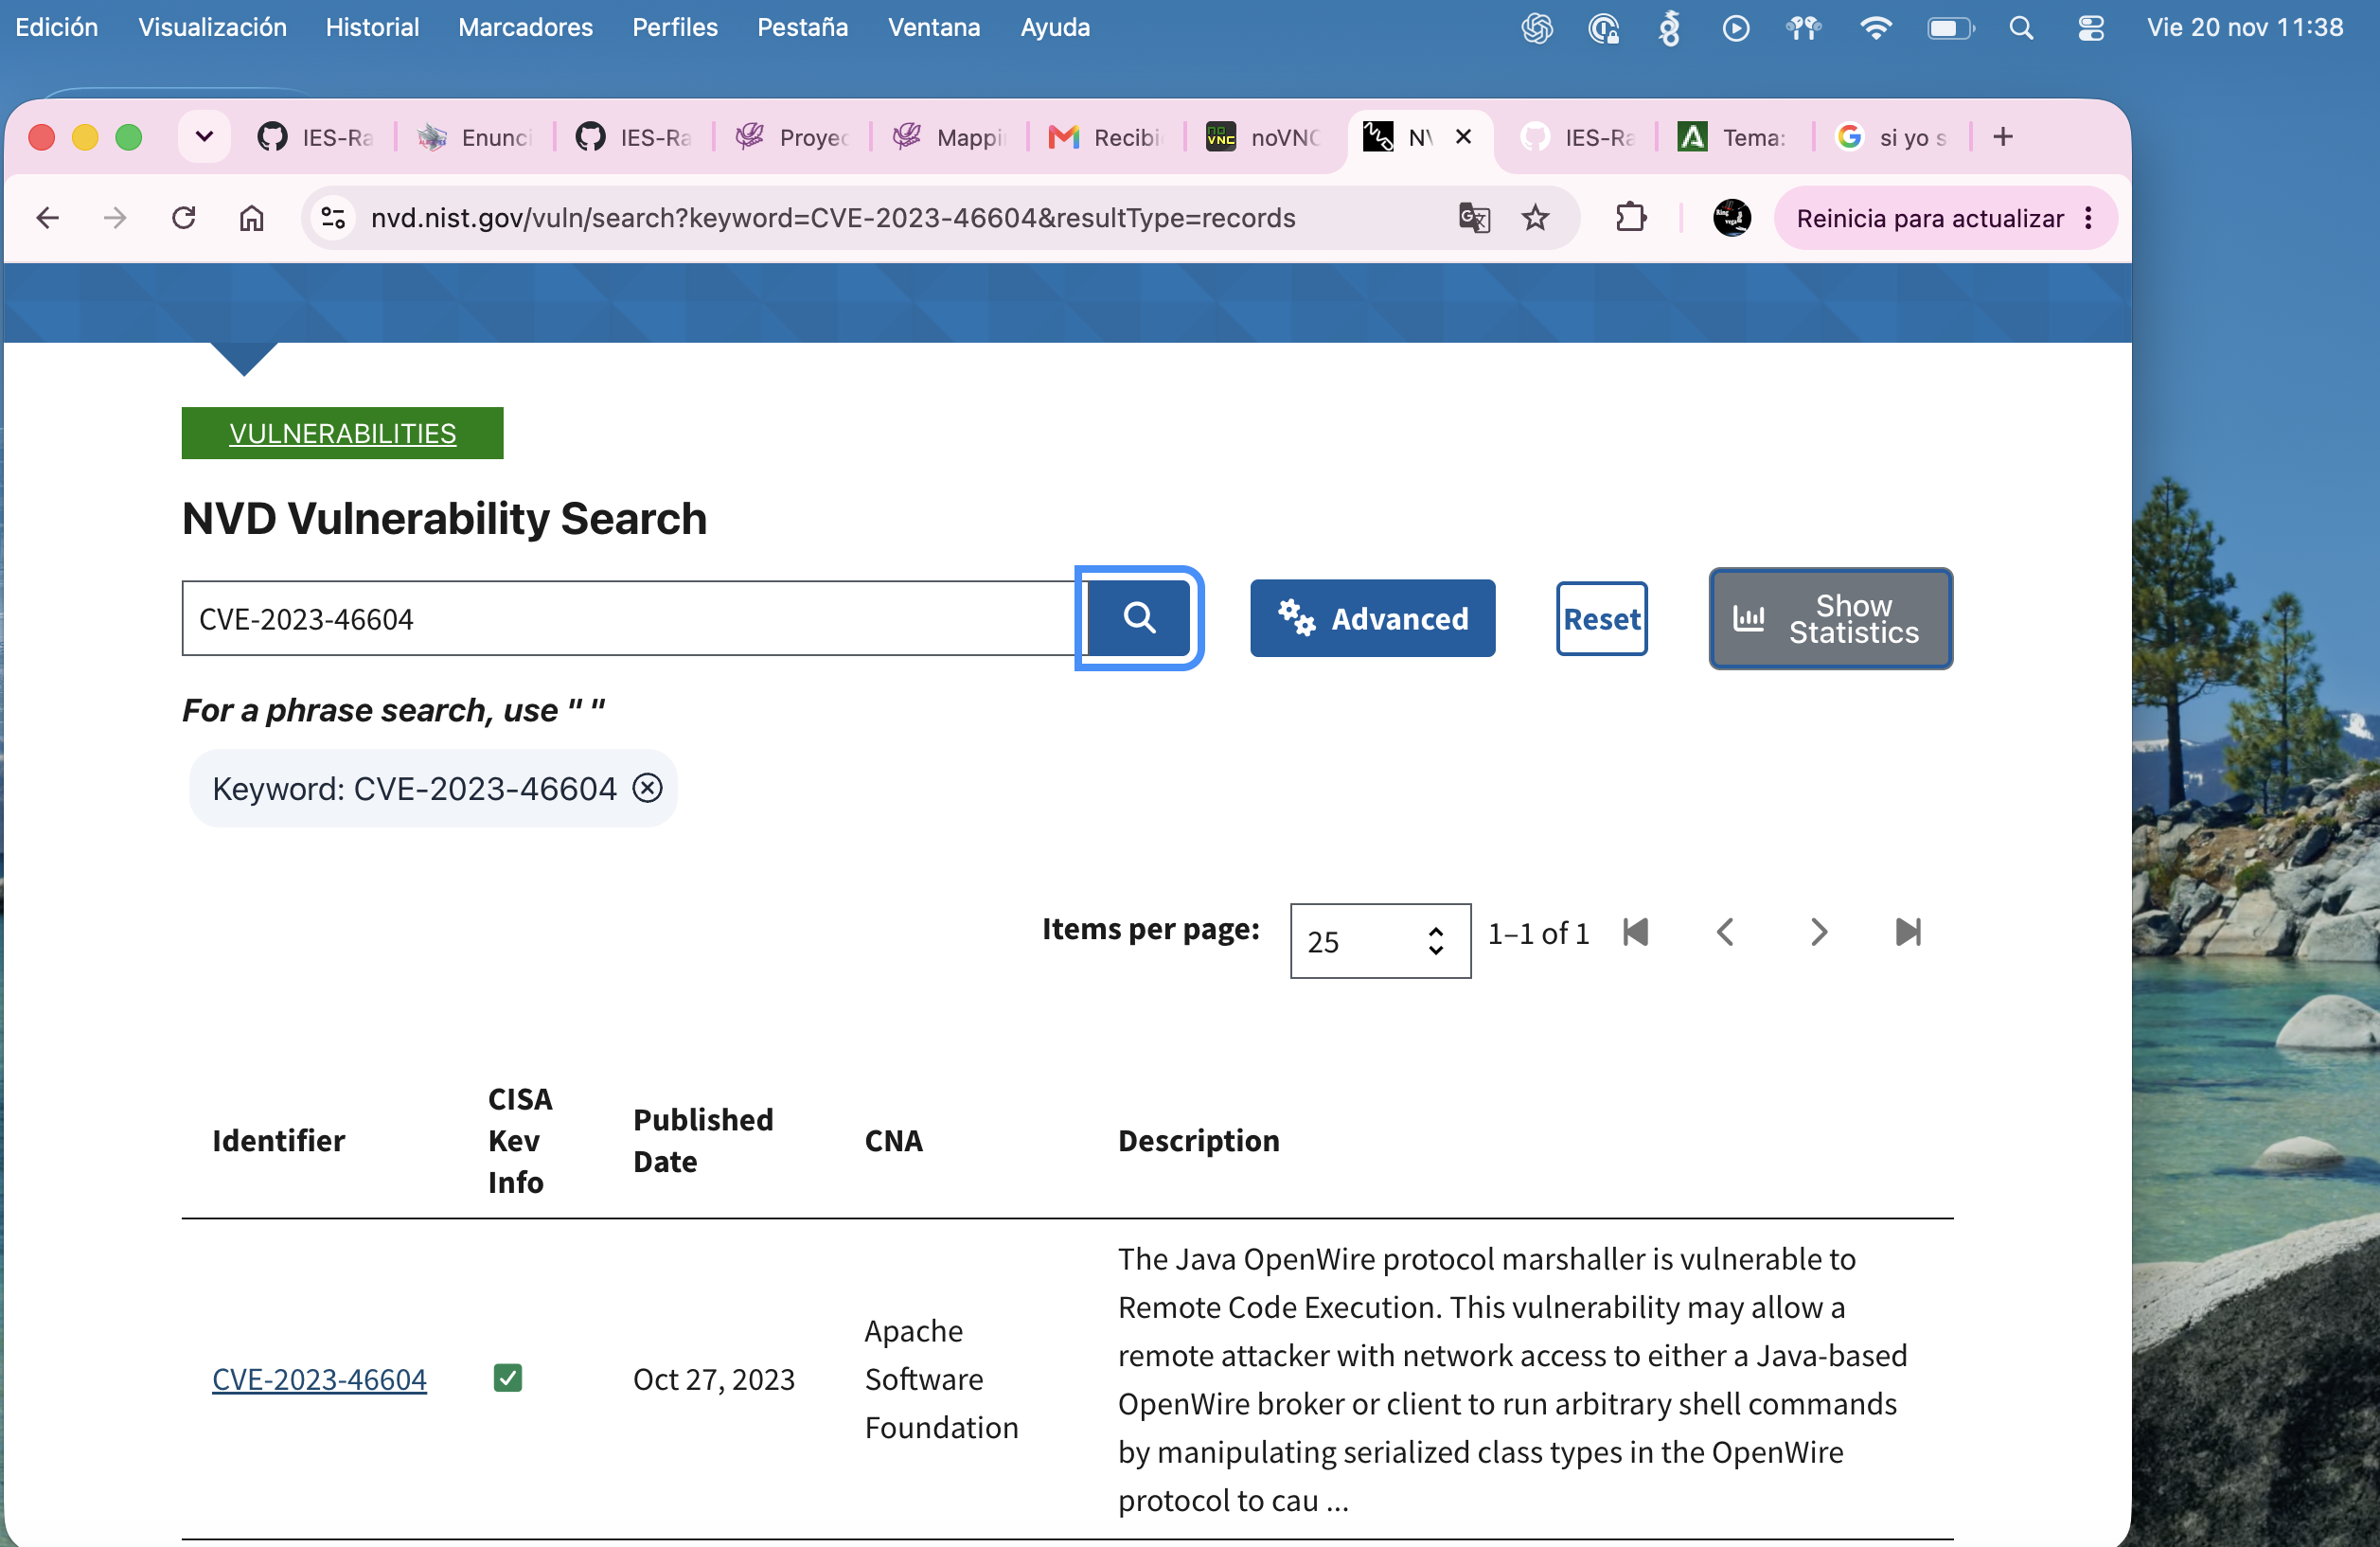 Edición Visualización Historial Marcadores Perfiles Pestaña Ventana Ayuda Vie 20 nov 11:38
IES-Ra Enunci IES-Ra Proyec Mappi Recibi noVNC NV IES-Ra Tema: si yo s
nvd.nist.gov/vuln/search?keyword=CVE-2023-46604&resultType=records Reinicia para actualizar
VULNERABILITIES
NVD Vulnerability Search
CVE-2023-46604
Advanced
Reset
Show
Statistics
For a phrase search, use " "
Keyword: CVE-2023-46604
Items per page: 25 1–1 of 1
Identifier
CISA
Kev
Info
Published
Date
CNA
Description
CVE-2023-46604
Oct 27, 2023
Apache
Software
Foundation
The Java OpenWire protocol marshaller is vulnerable to
Remote Code Execution. This vulnerability may allow a
remote attacker with network access to either a Java-based
OpenWire broker or client to run arbitrary shell commands
by manipulating serialized class types in the OpenWire
protocol to cau ...